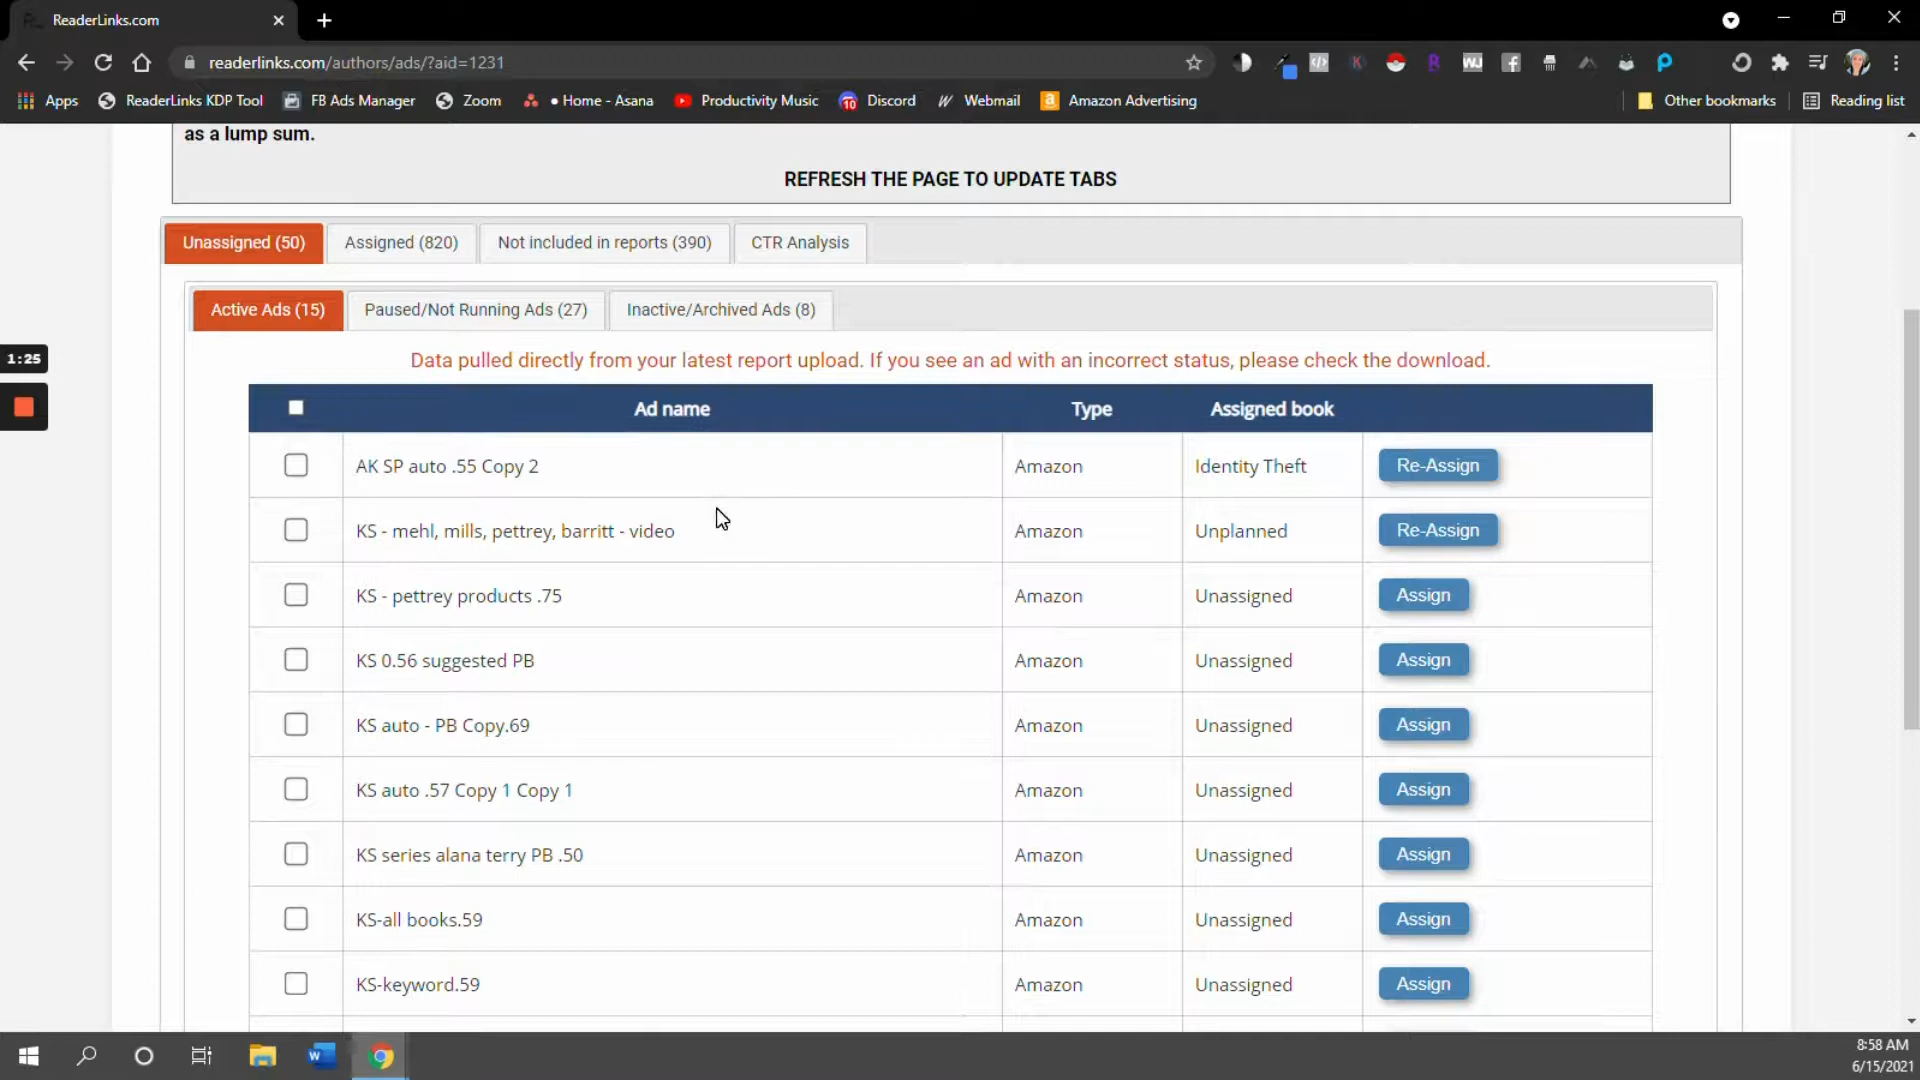 ReaderLinks.com
readerlinks.com/authors/ads/?aid=1231
Apps ReaderLinks KDP Tool FB Ads Manager Zoom • Home - Asana Productivity Music 10 Discord W Webmail a Amazon Advertising Other bookmarks Reading list
as a lump sum.
REFRESH THE PAGE TO UPDATE TABS
Unassigned (50) Assigned (820) Not included in reports (390) CTR Analysis
Active Ads (15) Paused/Not Running Ads (27) Inactive/Archived Ads (8)
1:25
Data pulled directly from your latest report upload. If you see an ad with an incorrect status, please check the download.
Ad name Type Assigned book
AK SP auto .55 Copy 2 Amazon Identity Theft Re-Assign
KS - mehl, mills, pettrey, barritt - video Amazon Unplanned Re-Assign
KS - pettrey products .75 Amazon Unassigned Assign
KS 0.56 suggested PB Amazon Unassigned Assign
KS auto - PB Copy.69 Amazon Unassigned Assign
KS auto .57 Copy 1 Copy 1 Amazon Unassigned Assign
KS series alana terry PB .50 Amazon Unassigned Assign
KS-all books.59 Amazon Unassigned Assign
KS-keyword.59 Amazon Unassigned Assign
8:58 AM
6/15/2021